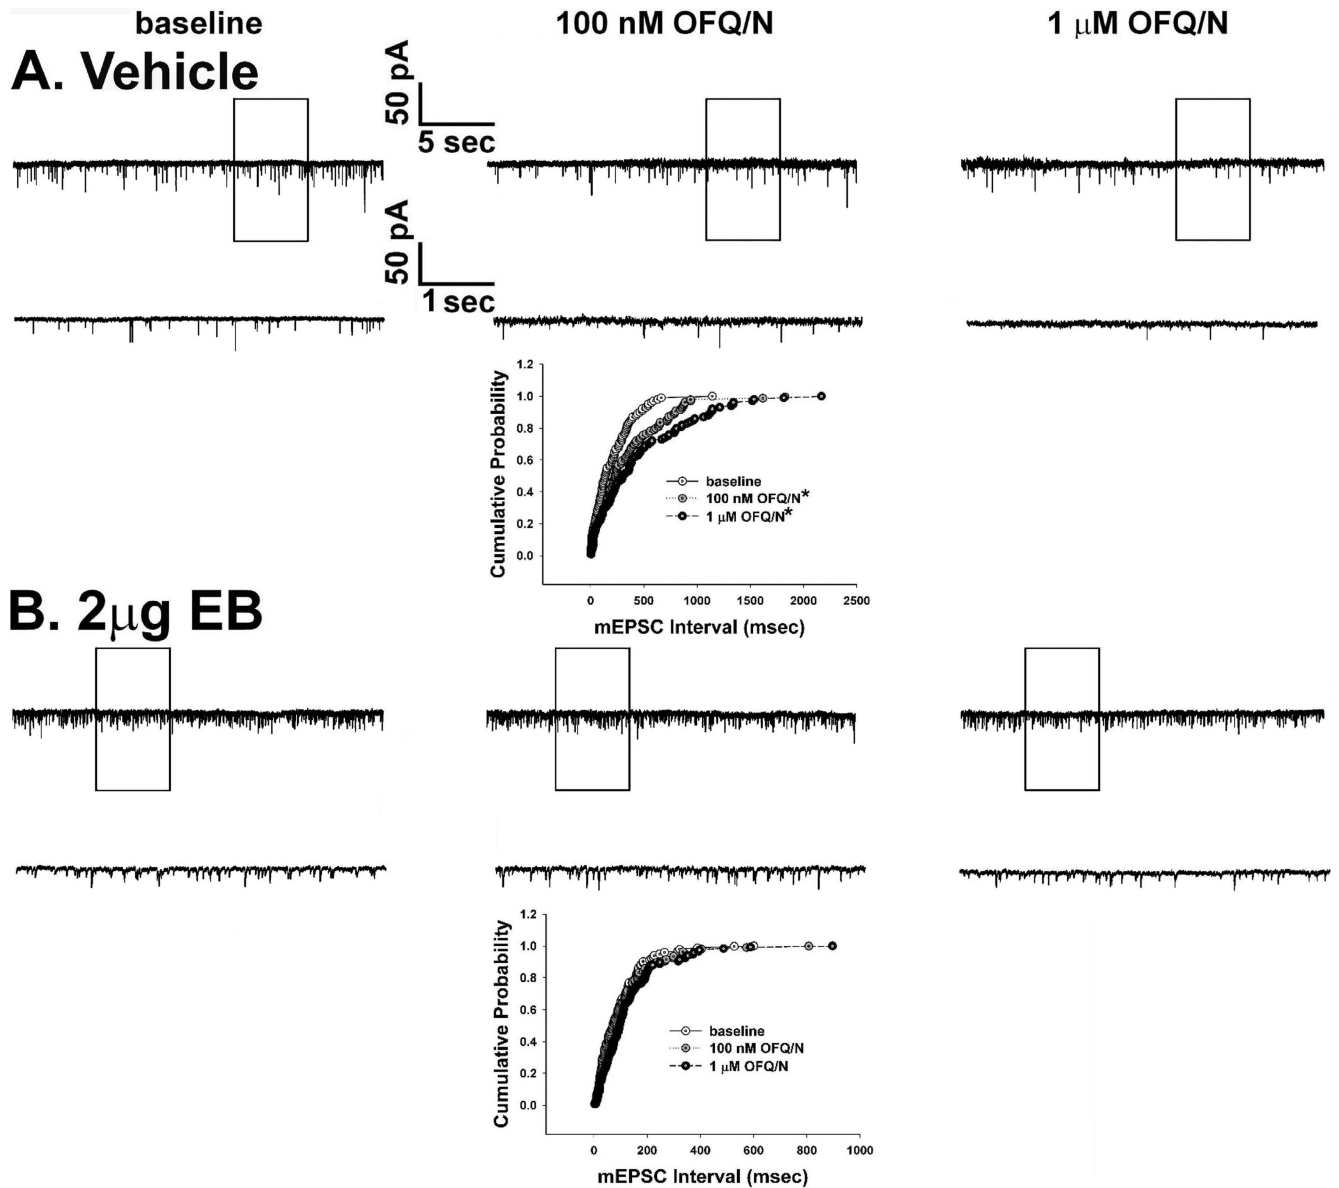 baseline
100 nM OFQ/N
1 μM OFQ/N
A. Vehicle
50 pA
5 sec
50 pA
1 sec
1.2
1.0
0.8
0.6
0.4
0.2
0.0
Cumulative Probability
baseline
100 nM OFQ/N*
1 μM OFQ/N*
0 500 1000 1500 2000 2500
mEPSC Interval (msec)
B. 2μg EB
1.2
1.0
0.8
0.6
0.4
0.2
0.0
Cumulative Probability
baseline
100 nM OFQ/N
1 μM OFQ/N
0 200 400 600 800 1000
mEPSC Interval (msec)